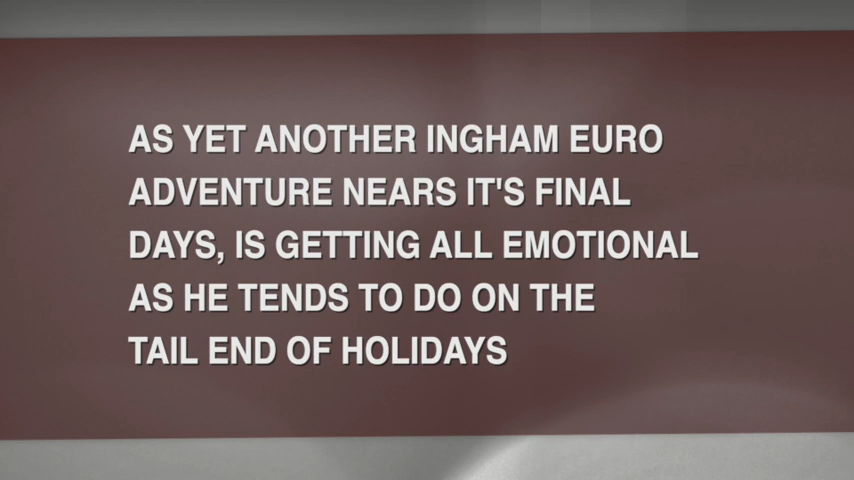 AS YET ANOTHER INGHAM EURO
ADVENTURE NEARS IT'S FINAL
DAYS, IS GETTING ALL EMOTIONAL
AS HE TENDS TO DO ON THE
TAIL END OF HOLIDAYS